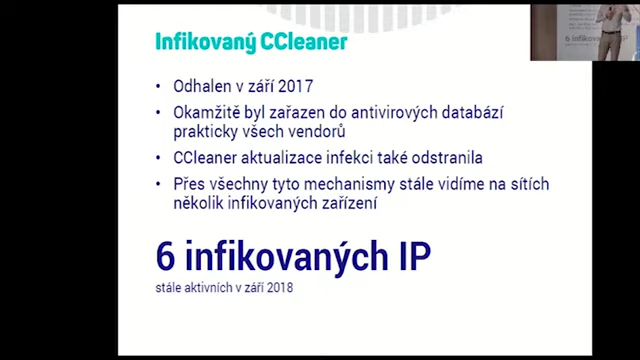 Infikovaný CCleaner
• Odhalen v září 2017
• Okamžitě byl zařazen do antivirových databází
prakticky všech vendorů
• CCleaner aktualizace infekci také odstranila
• Přes všechny tyto mechanismy stále vidíme na sítích
několik infikovaných zařízení
6 infikovaných IP
stále aktivních v září 2018